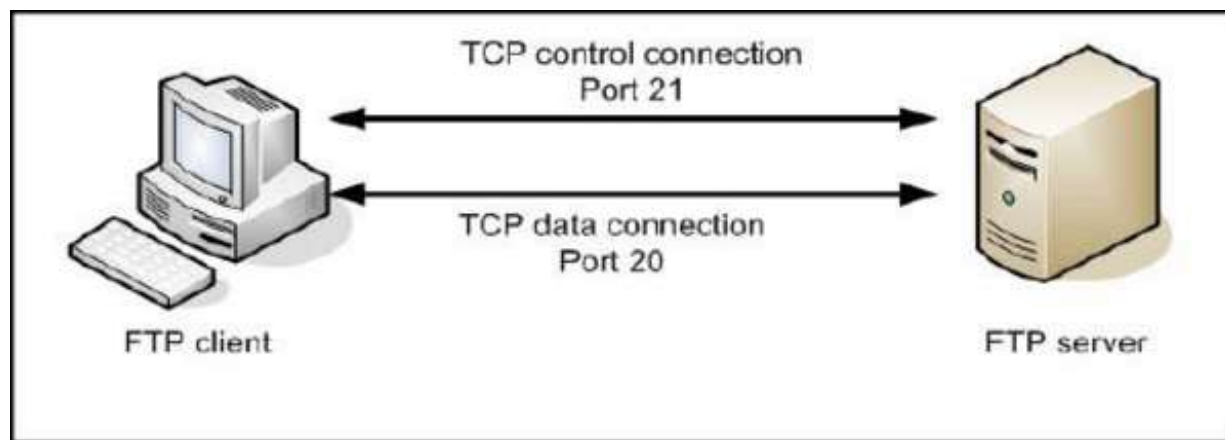 TCP control connection
Port 21
TCP data connection
Port 20
FTP client
FTP server